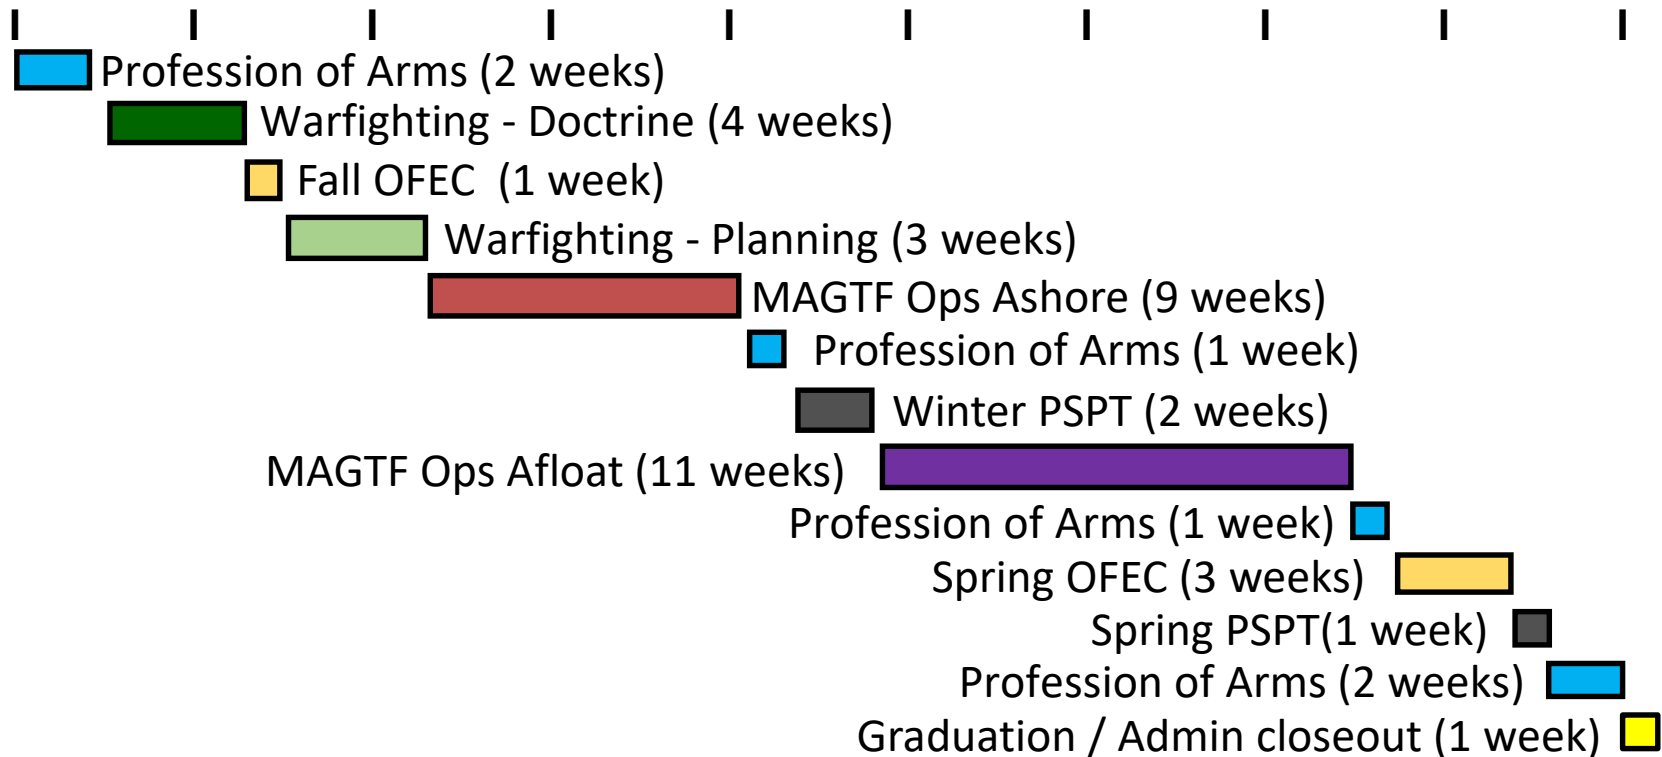 Profession of Arms (2 weeks)
Warfighting - Doctrine (4 weeks)
Fall OFEC  (1 week)
Warfighting - Planning (3 weeks)
MAGTF Ops Ashore (9 weeks)
Profession of Arms (1 week)
Winter PSPT (2 weeks)
MAGTF Ops Afloat (11 weeks)
Profession of Arms (1 week)
Spring OFEC (3 weeks)
Spring PSPT(1 week)
Profession of Arms (2 weeks)
Graduation / Admin closeout (1 week)